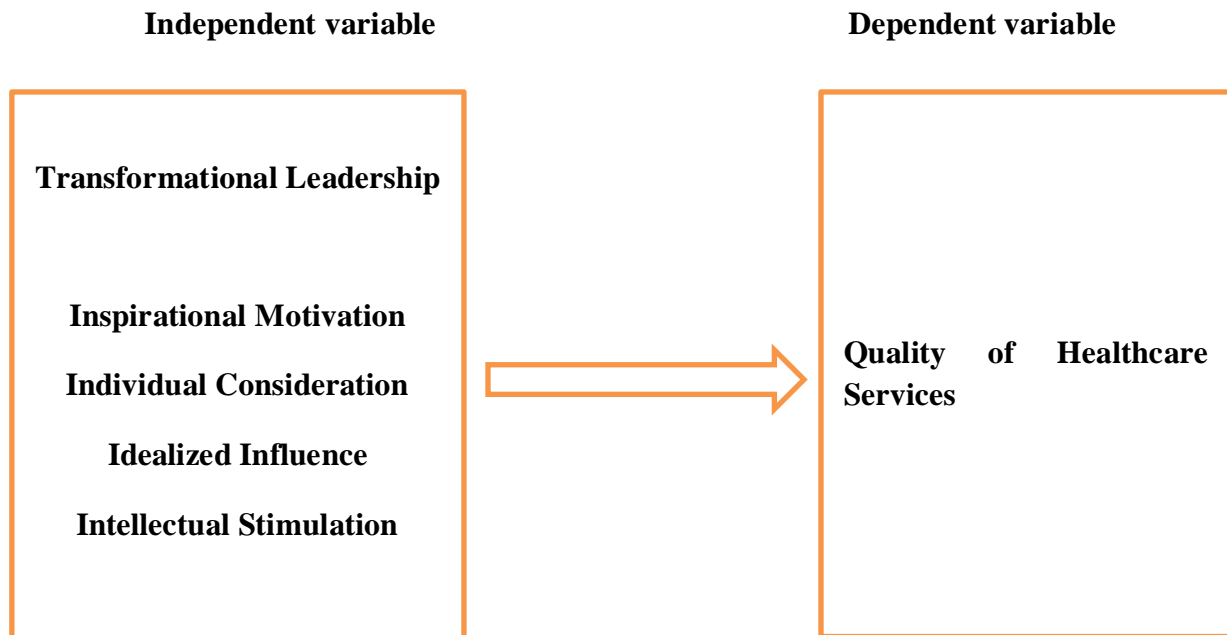 Independent variable
Dependent variable
Transformational Leadership
Inspirational Motivation
Individual Consideration
Idealized Influence
Intellectual Stimulation
Quality of Healthcare
Services